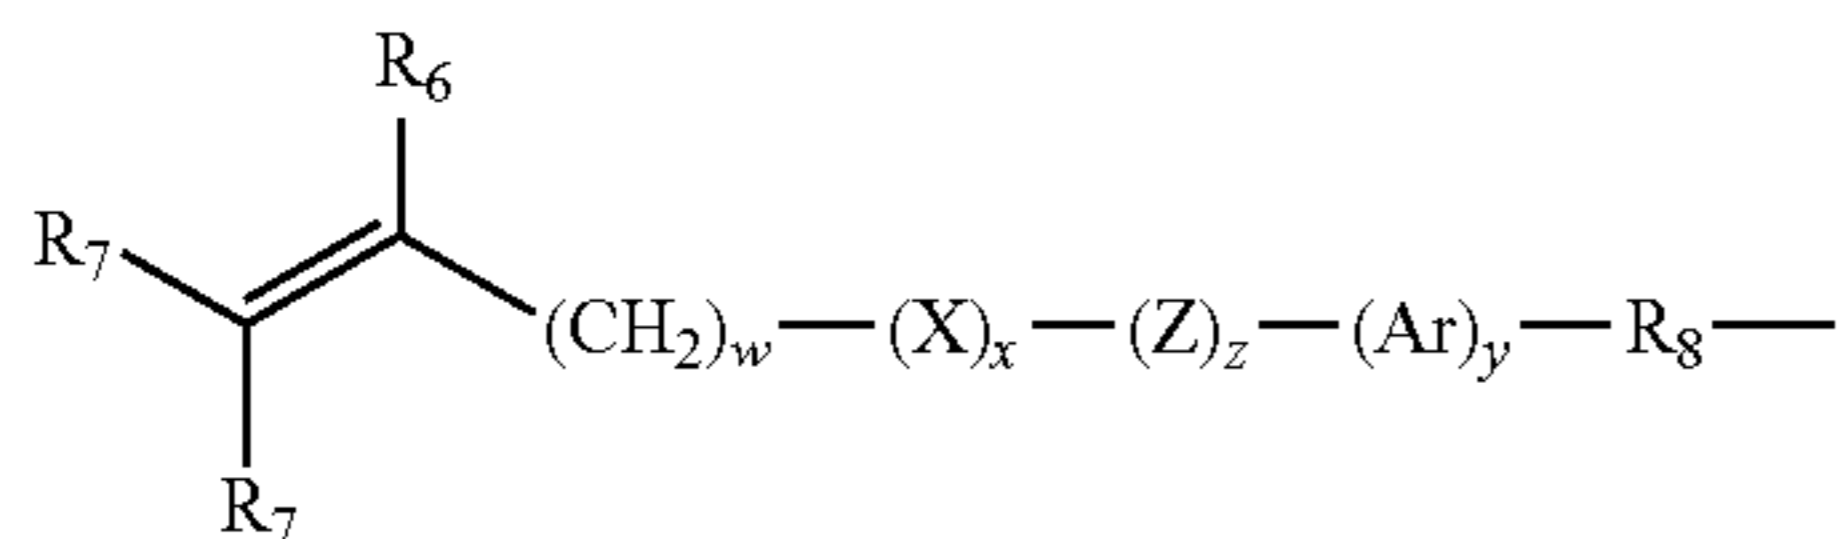 R₆
R₇
(CH₂)w—(X)x—(Z)z—(Ar)y—R₈—
R₇